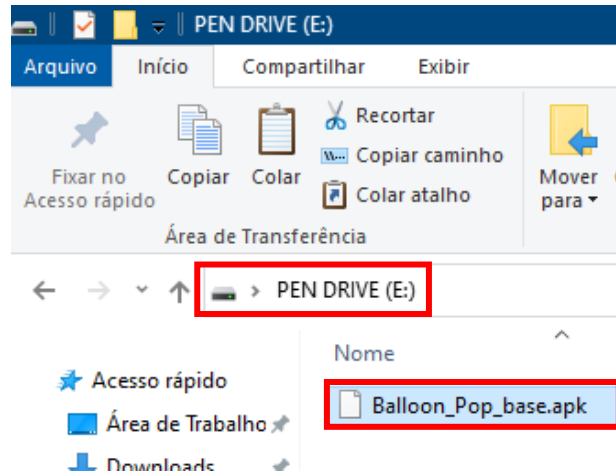 PEN DRIVE (E:)
Arquivo Início Compartilhar Exibir
Fixar no
Acesso rápido
Copiar
Colar
Recortar
Copiar caminho
Colar atalho
Mover
para
Área de Transferência
PEN DRIVE (E:)
Nome
Acesso rápido
Balloon_Pop_base.apk
Área de Trabalho
Downloads